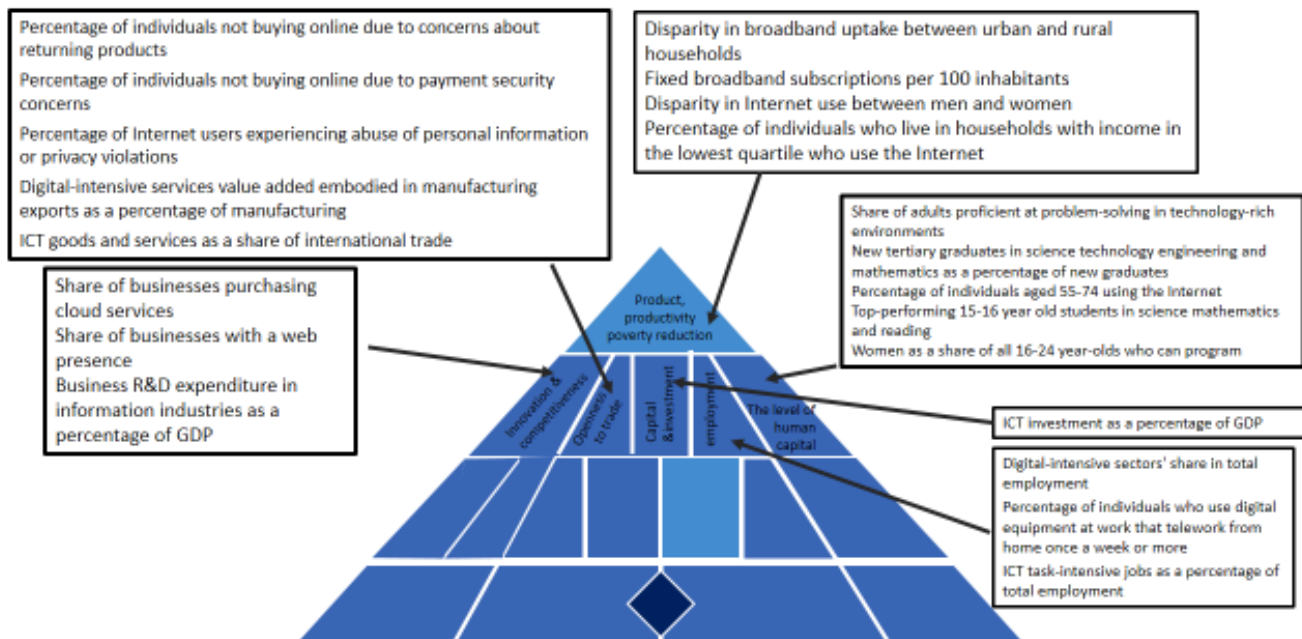 Percentage of individuals not buying online due to concerns about
returning products
Percentage of individuals not buying online due to payment security
concerns
Percentage of Internet users experiencing abuse of personal information
or privacy violations
Digital-intensive services value added embodied in manufacturing
exports as a percentage of manufacturing
ICT goods and services as a share of international trade
Disparity in broadband uptake between urban and rural
households
Fixed broadband subscriptions per 100 inhabitants
Disparity in Internet use between men and women
Percentage of individuals who live in households with income in
the lowest quartile who use the Internet
Share of adults proficient at problem-solving in technology-rich
environments
New tertiary graduates in science technology engineering and
mathematics as a percentage of new graduates
Percentage of individuals aged 55-74 using the Internet
Top-performing 15-16 year old students in science mathematics
and reading
Women as a share of all 16-24 year-olds who can program
Share of businesses purchasing
cloud services
Share of businesses with a web
presence
Business R&D expenditure in
information industries as a
percentage of GDP
Product,
productivity
poverty reduction
Innovation &
competitiveness
Openness
to trade
Capital
& investment
employment
The level of
human
capital
ICT investment as a percentage of GDP
Digital-intensive sectors' share in total
employment
Percentage of individuals who use digital
equipment at work that telework from
home once a week or more
ICT task-intensive jobs as a percentage of
total employment